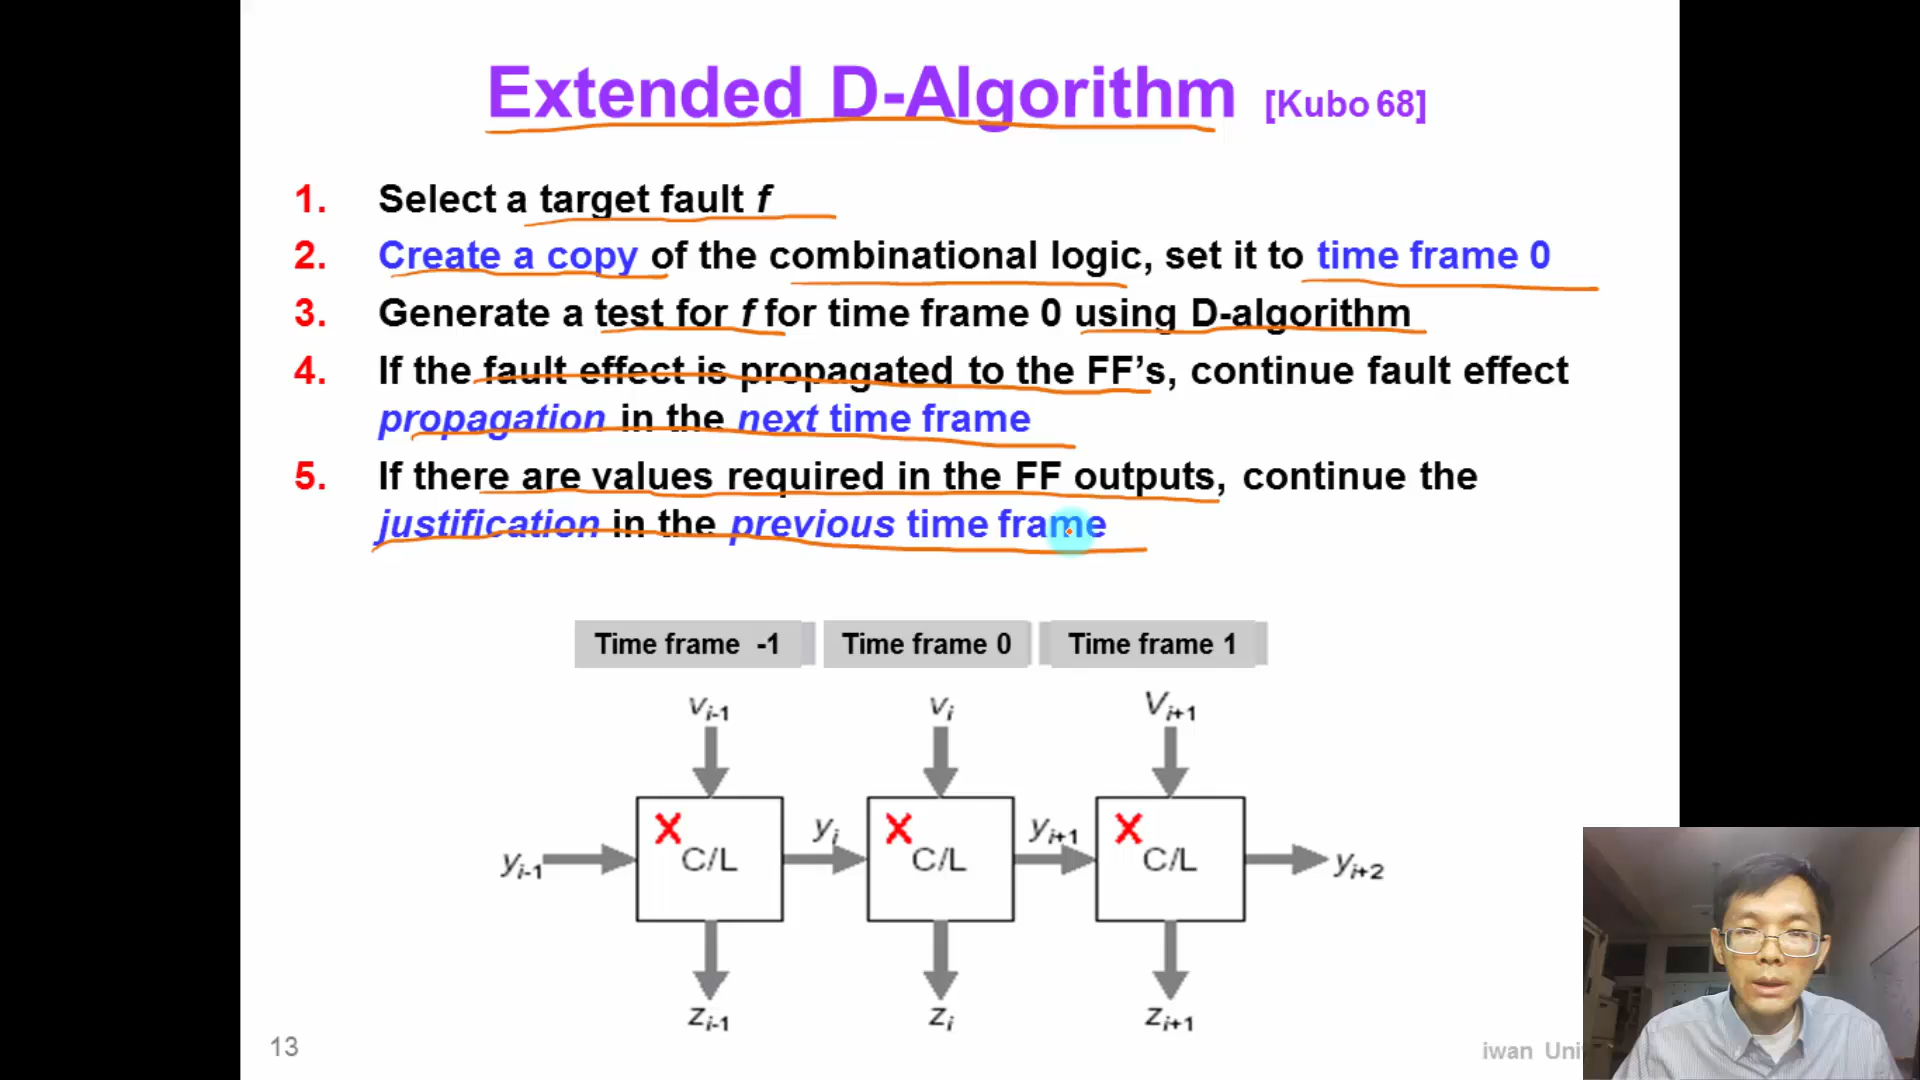 Extended D-Algorithm [Kubo 68]
1. Select a target fault f
2. Create a copy of the combinational logic, set it to time frame 0
3. Generate a test for f for time frame 0 using D-algorithm
4. If the fault effect is propagated to the FF's, continue fault effect
propagation in the next time frame
5. If there are values required in the FF outputs, continue the
justification in the previous time frame
Time frame -1 Time frame 0 Time frame 1
vi-1 vi Vi+1
X X X
yi yi+1
yi-1 C/L C/L C/L yi+2
zi-1 zi zi+1
13
iwan Uni